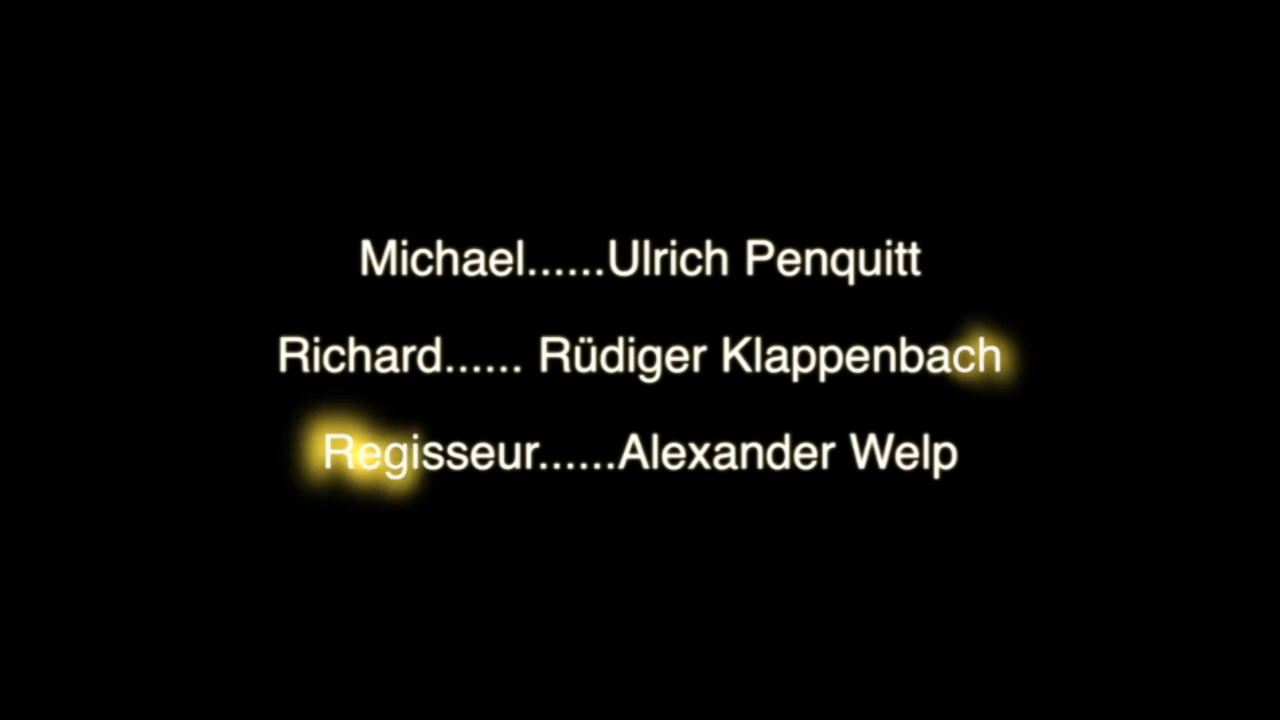 Michael......Ulrich Penquitt
Richard...... Rüdiger Klappenbach
Regisseur......Alexander Welp